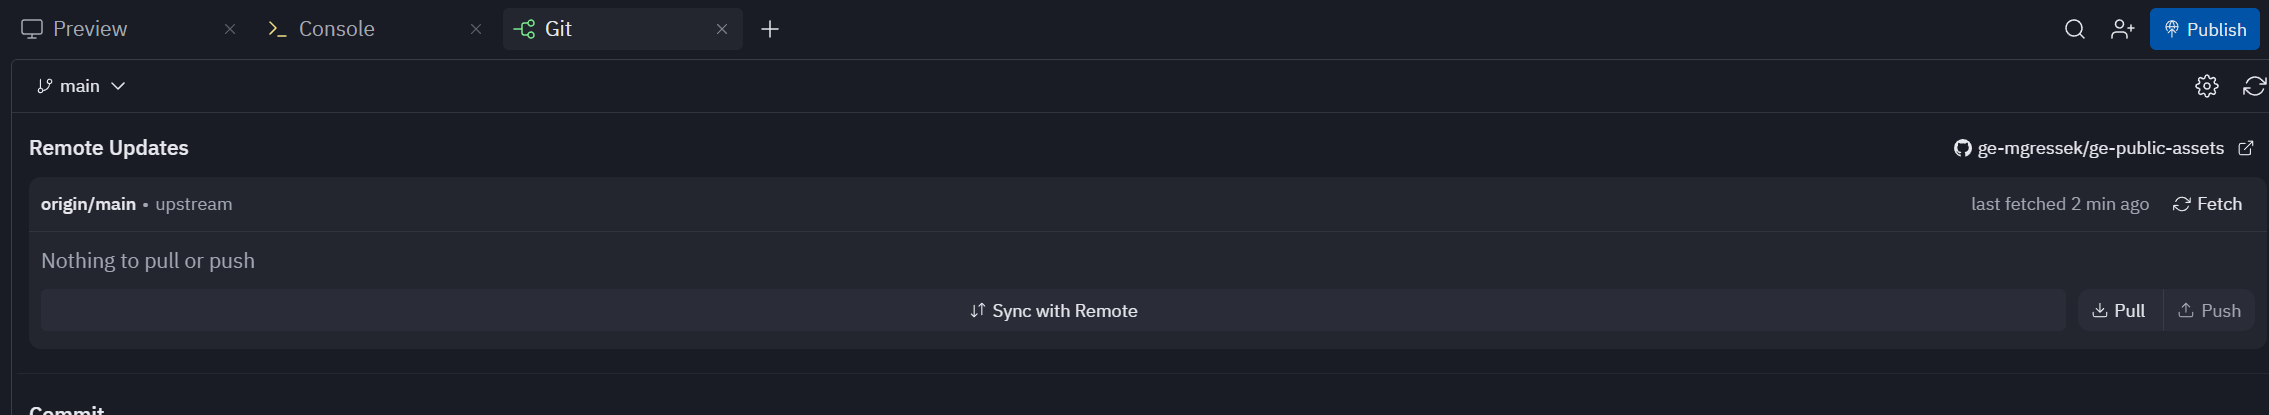 Preview
Console
Git
Publish
main
Remote Updates
ge-mgressek/ge-public-assets
origin/main • upstream
last fetched 2 min ago
Fetch
Nothing to pull or push
Sync with Remote
Pull
Push
Commit